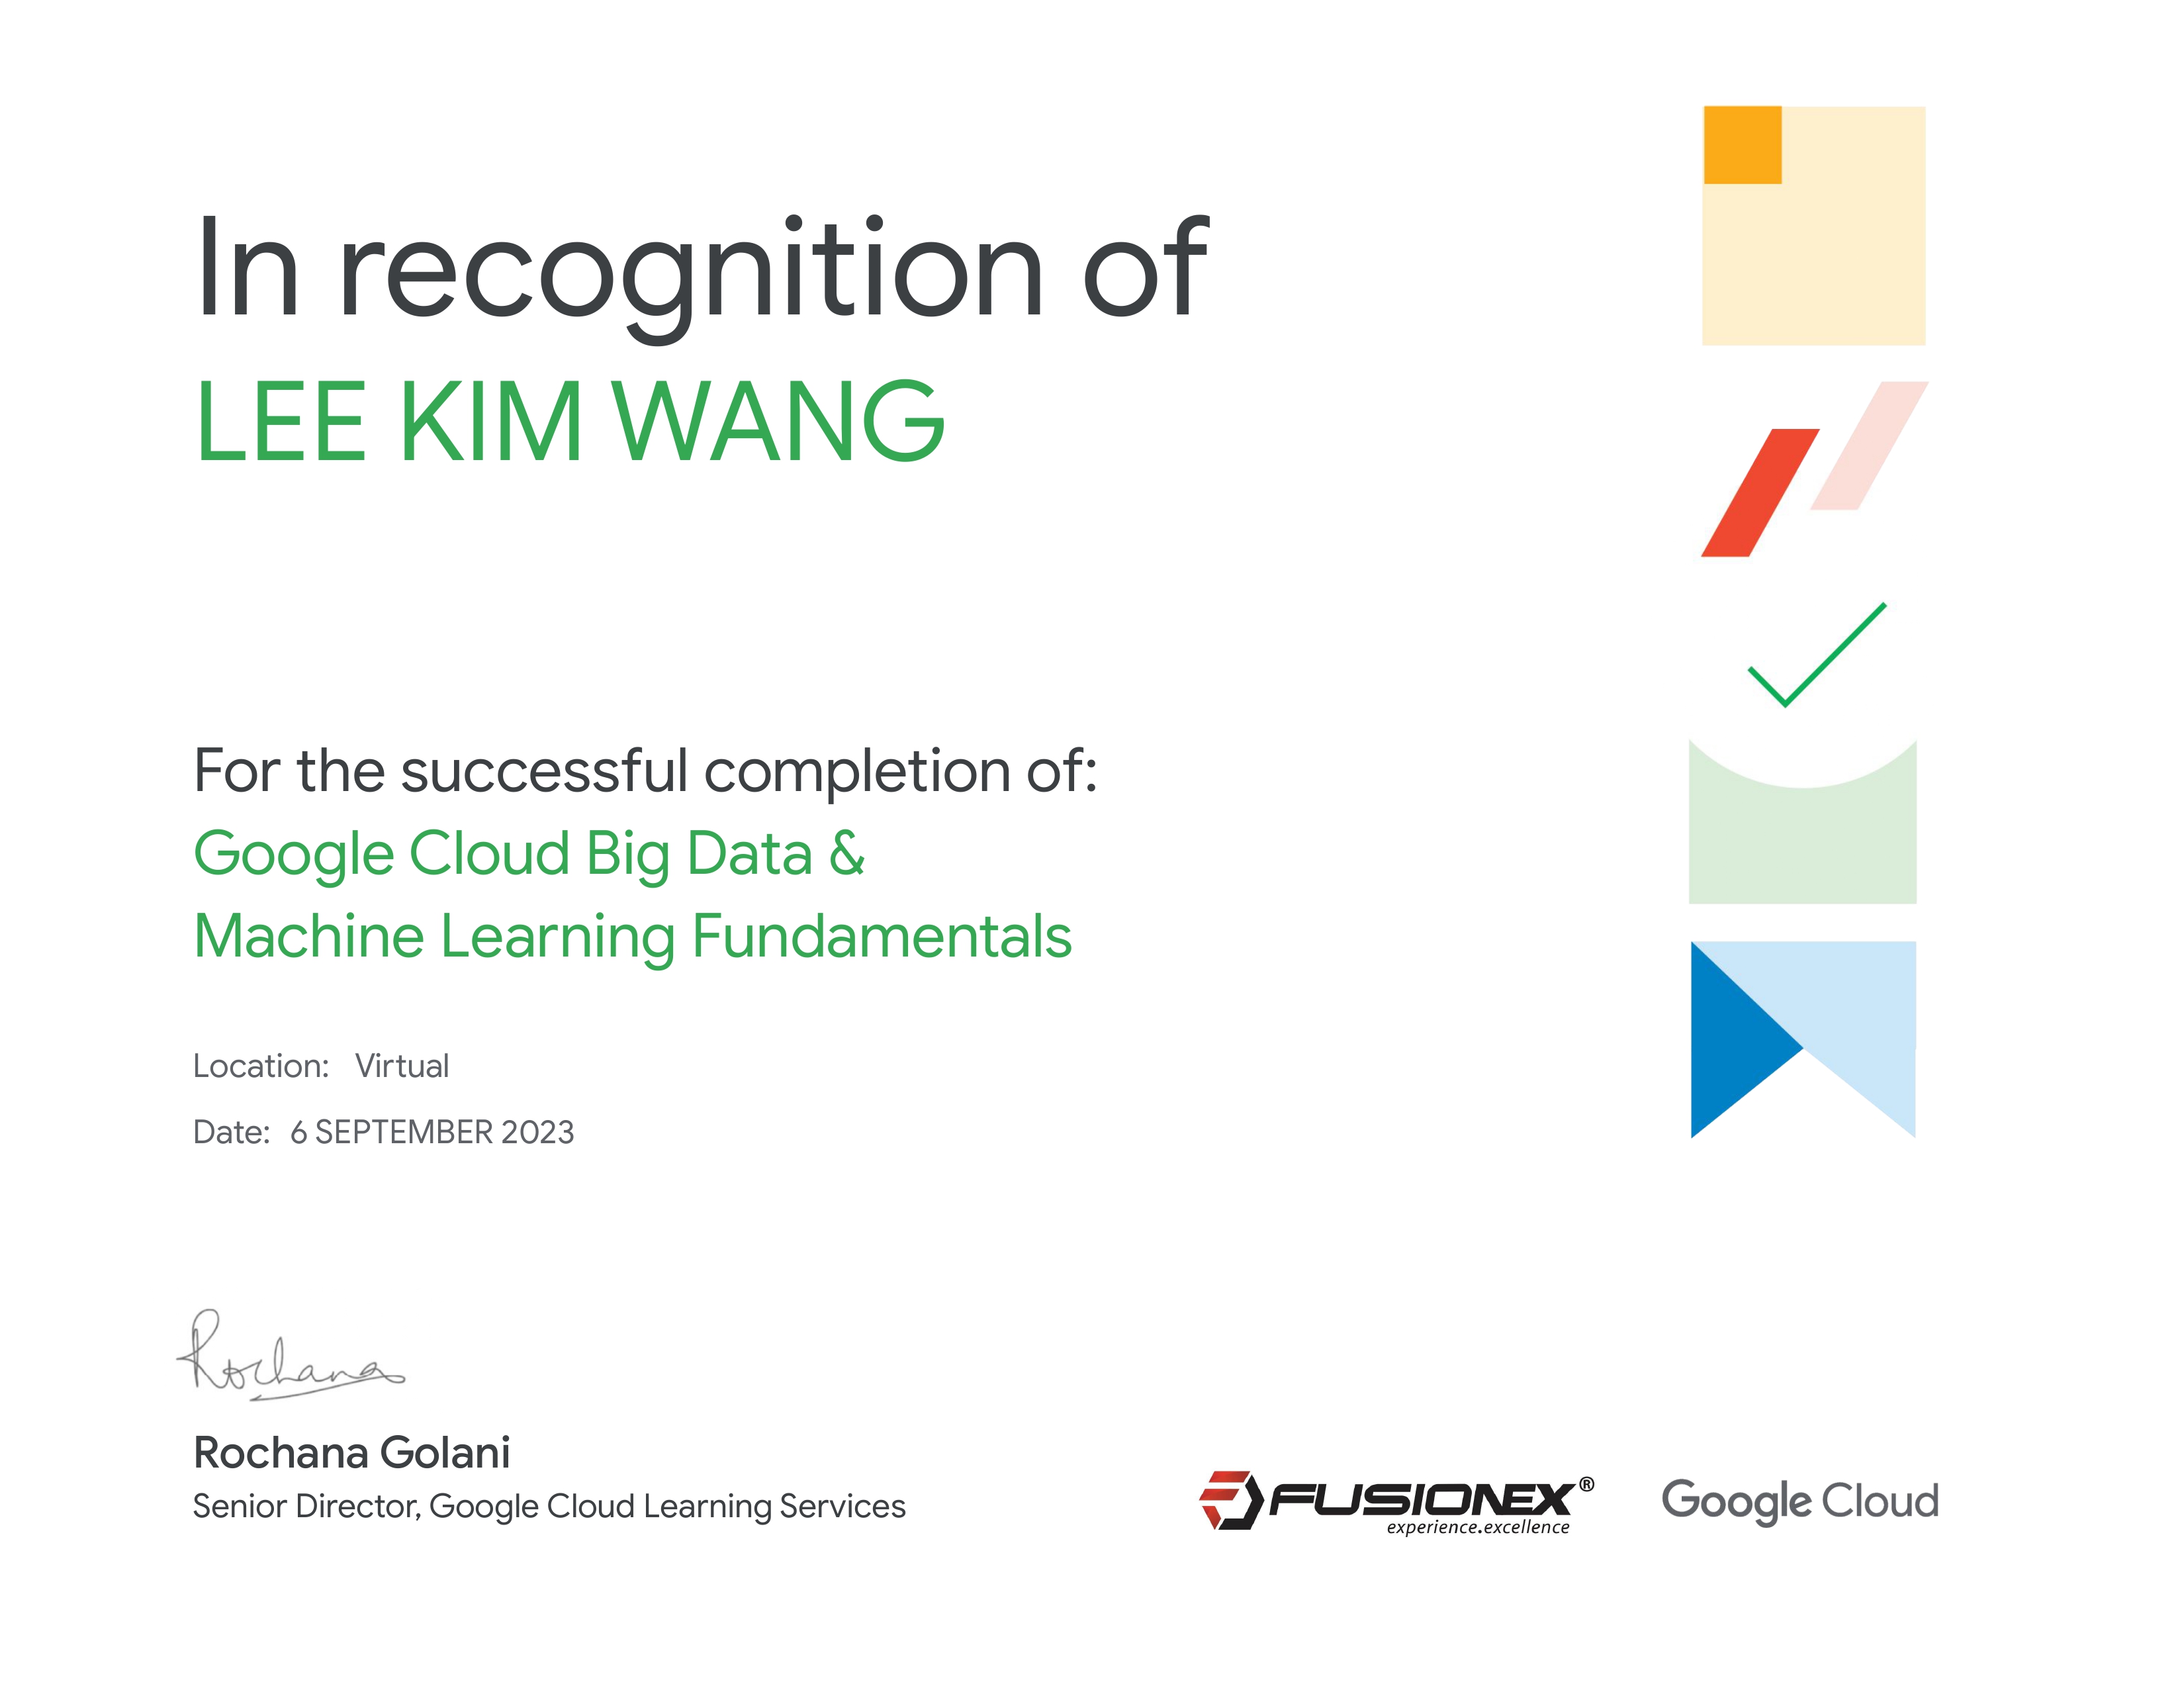 In recognition of
LEE KIM WANG
For the successful completion of:
Google Cloud Big Data &
Machine Learning Fundamentals
Location: Virtual
Date: 6 SEPTEMBER 2023
Rochana
Rochana Golani
Senior Director, Google Cloud Learning Services
FUSIONEX®
experience.excellence
Google Cloud